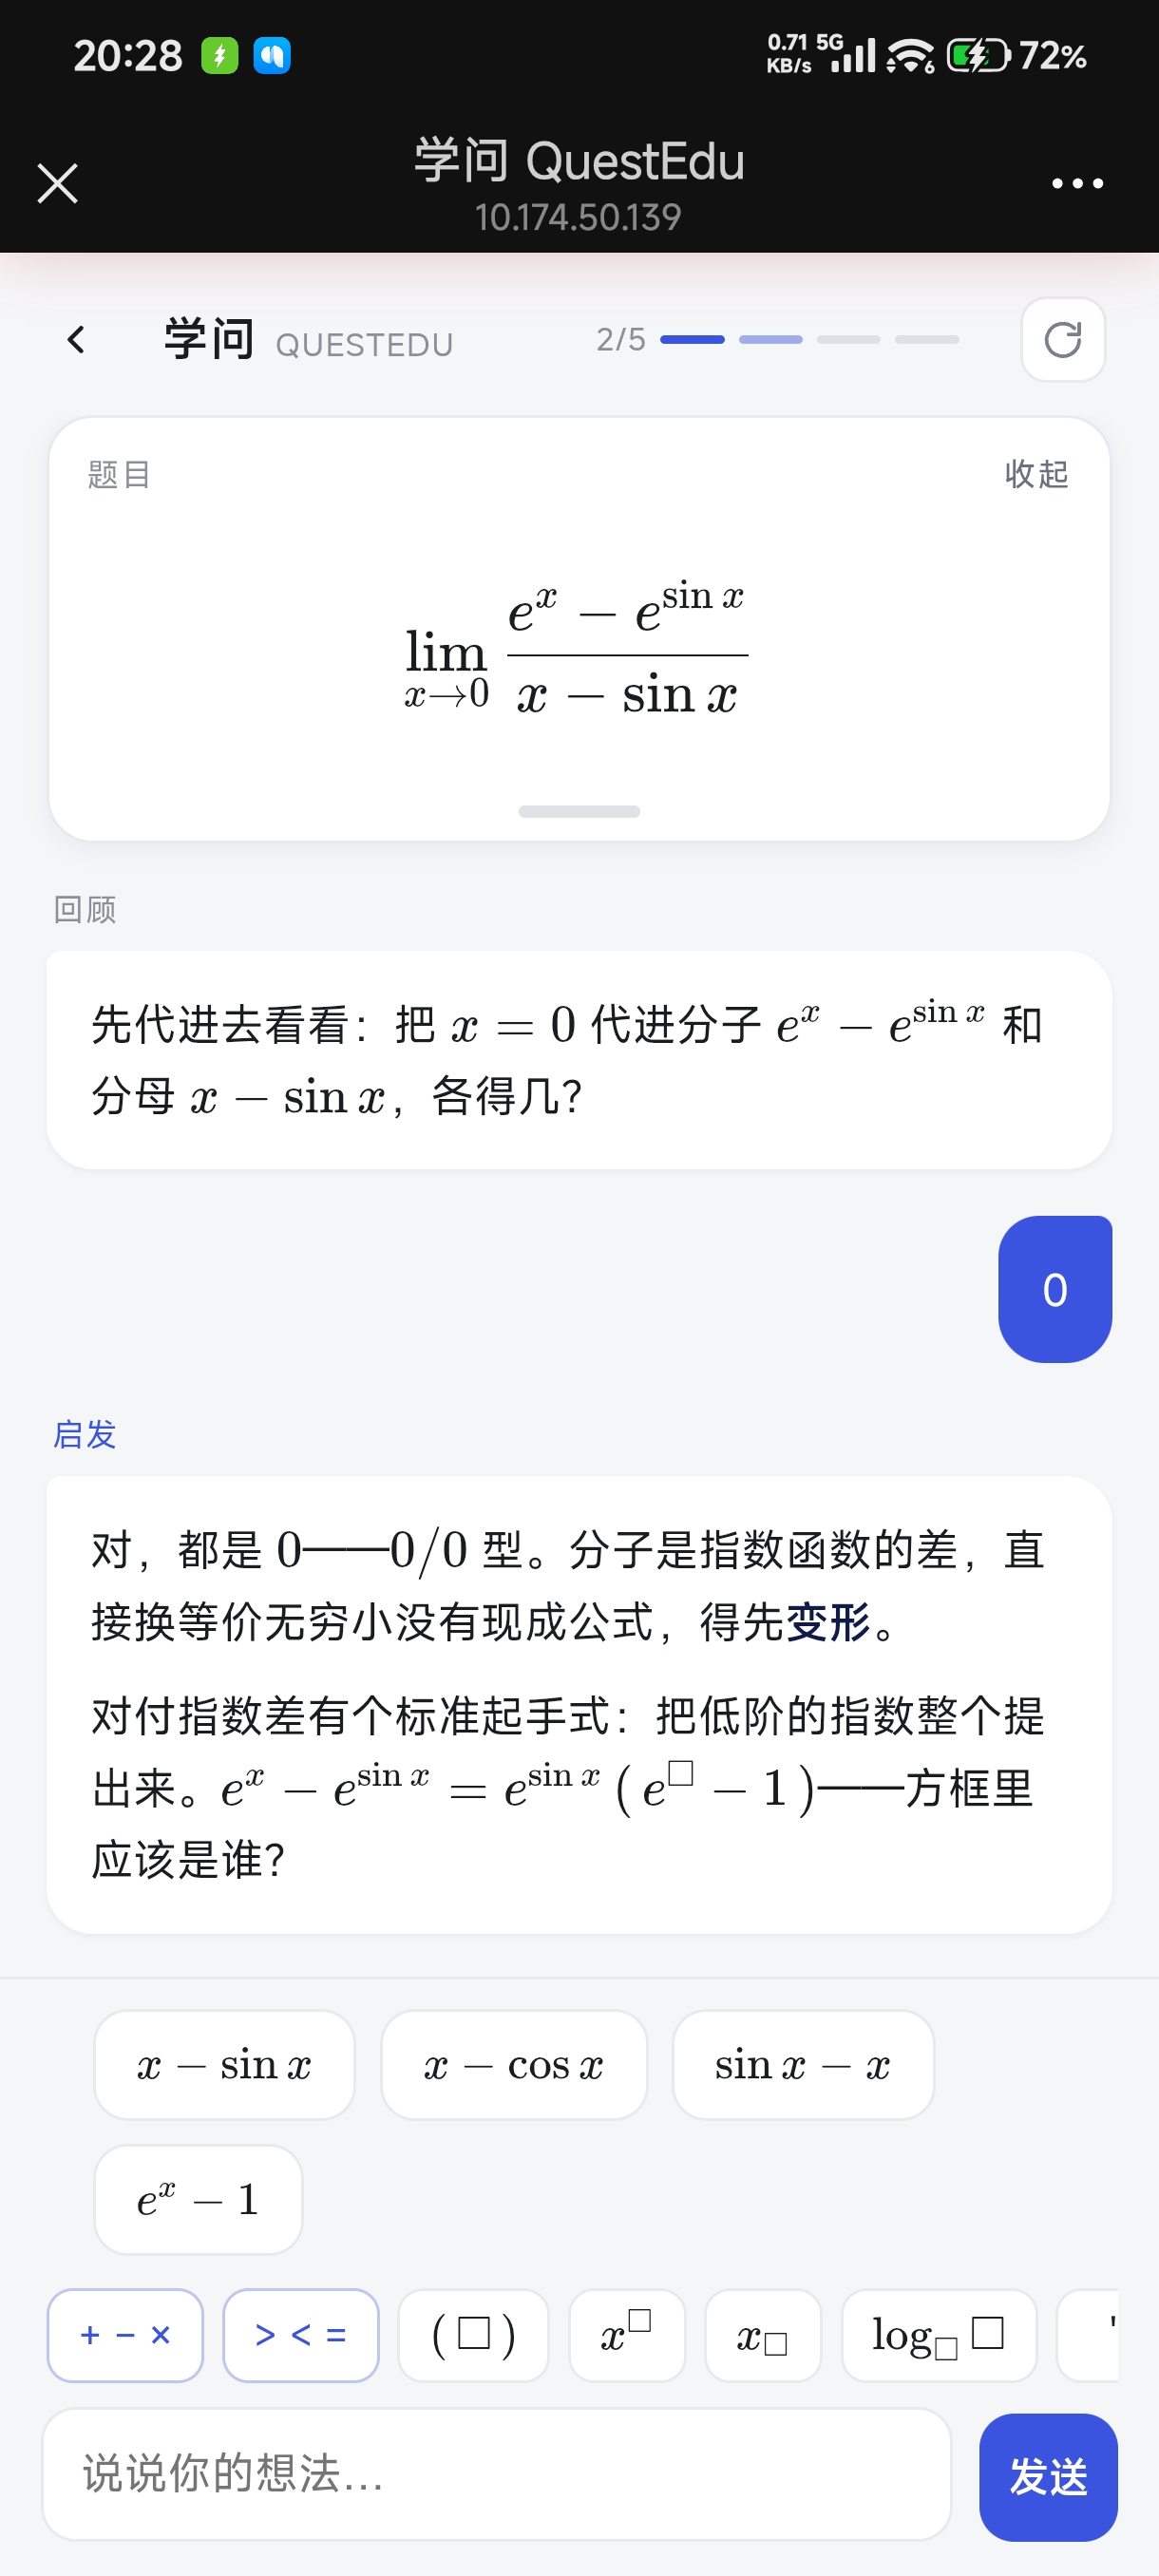 20:28
0.71 KB/s 5G 6 72%
学问 QuestEdu
10.174.50.139
学问 QUESTEDU 2/5
题目 收起
lim x→0 (e^x − e^{sin x}) / (x − sin x)
回顾
先代进去看看：把 x = 0 代进分子 e^x − e^{sin x} 和
分母 x − sin x，各得几？
0
启发
对，都是 0——0/0 型。分子是指数函数的差，直
接换等价无穷小没有现成公式，得先变形。
对付指数差有个标准起手式：把低阶的指数整个提
出来。e^x − e^{sin x} = e^{sin x} ( e^□ − 1 )——方框里
应该是谁？
x − sin x x − cos x sin x − x
e^x − 1
+ − × > < = ( □ ) x^□ x_□ log_□ □ '
说说你的想法... 发送